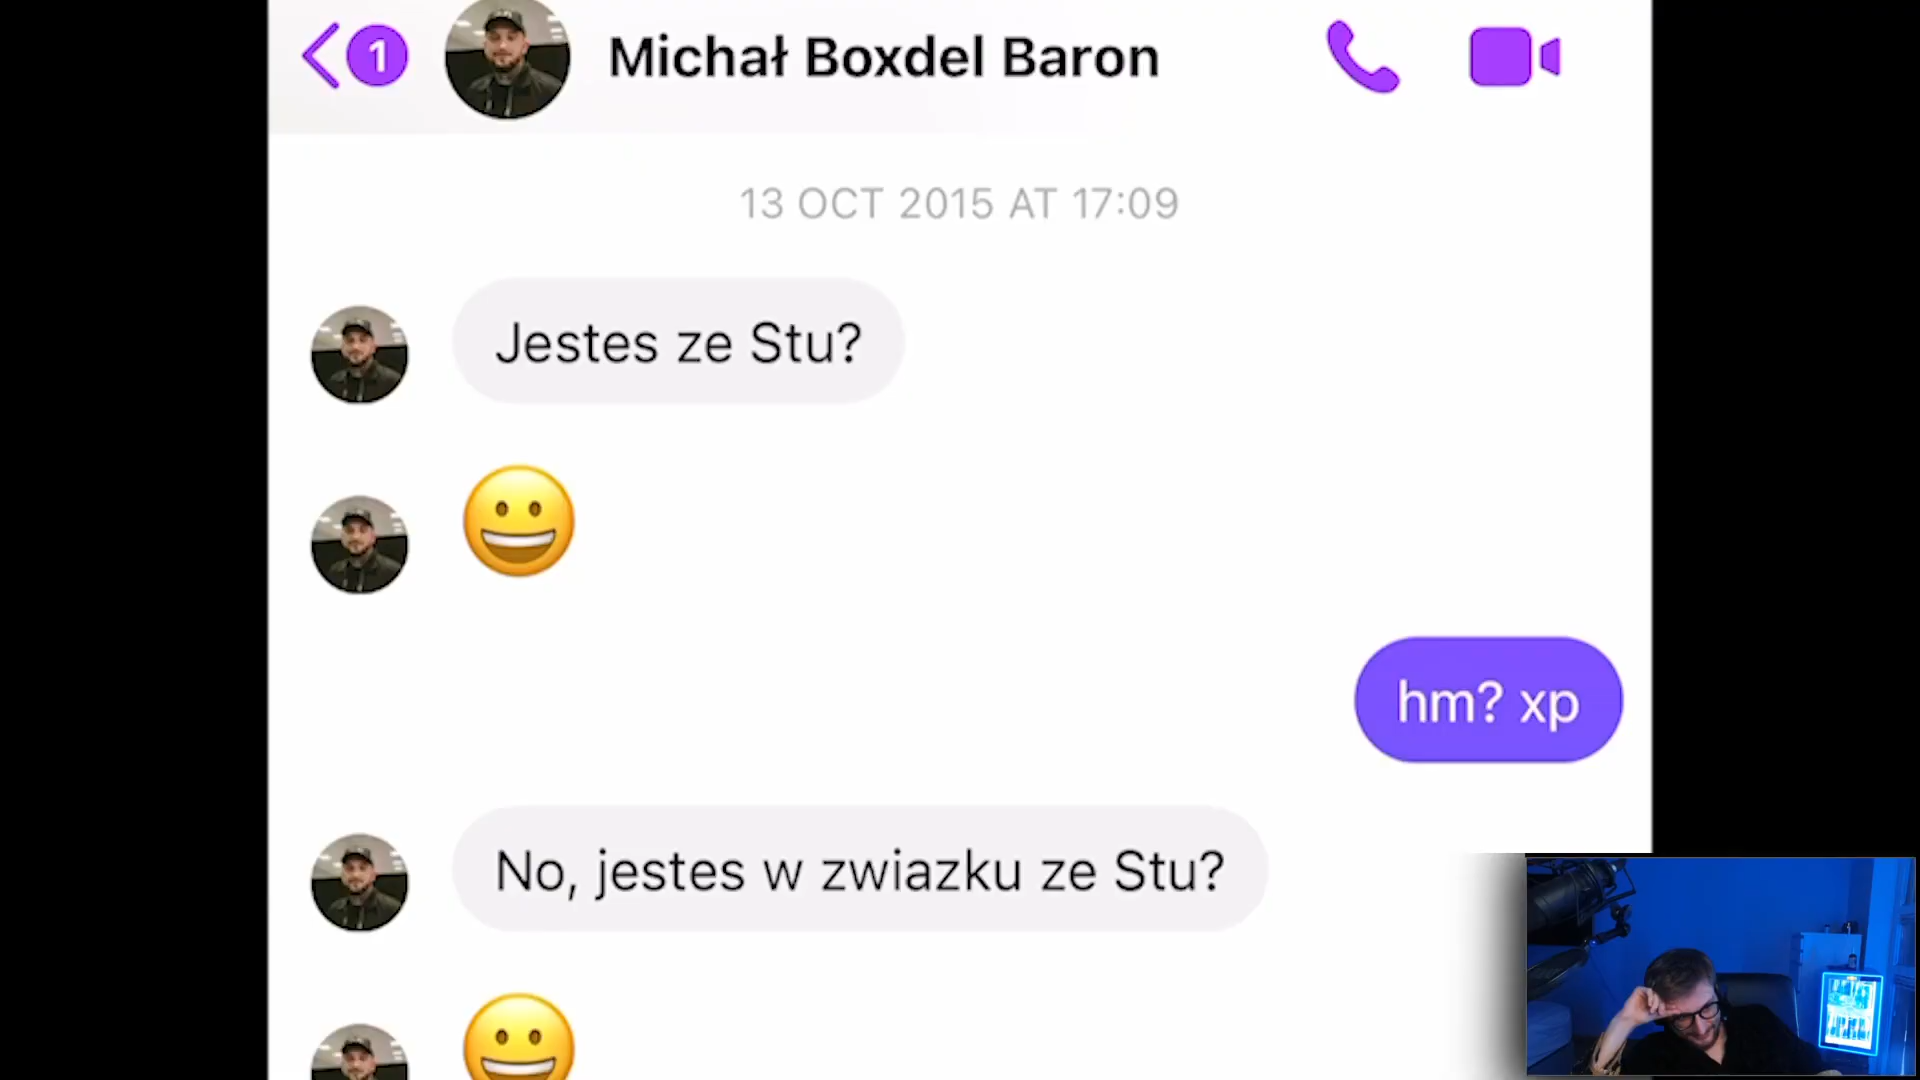 1
Michał Boxdel Baron
13 OCT 2015 AT 17:09
Jestes ze Stu?
hm? xp
No, jestes w zwiazku ze Stu?